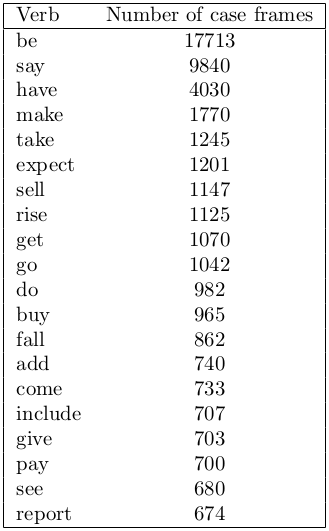 Verb Number of case frames
be 17713
say 9840
have 4030
make 1770
take 1245
expect 1201
sell 1147
rise 1125
get 1070
go 1042
do 982
buy 965
fall 862
add 740
come 733
include 707
give 703
pay 700
see 680
report 674